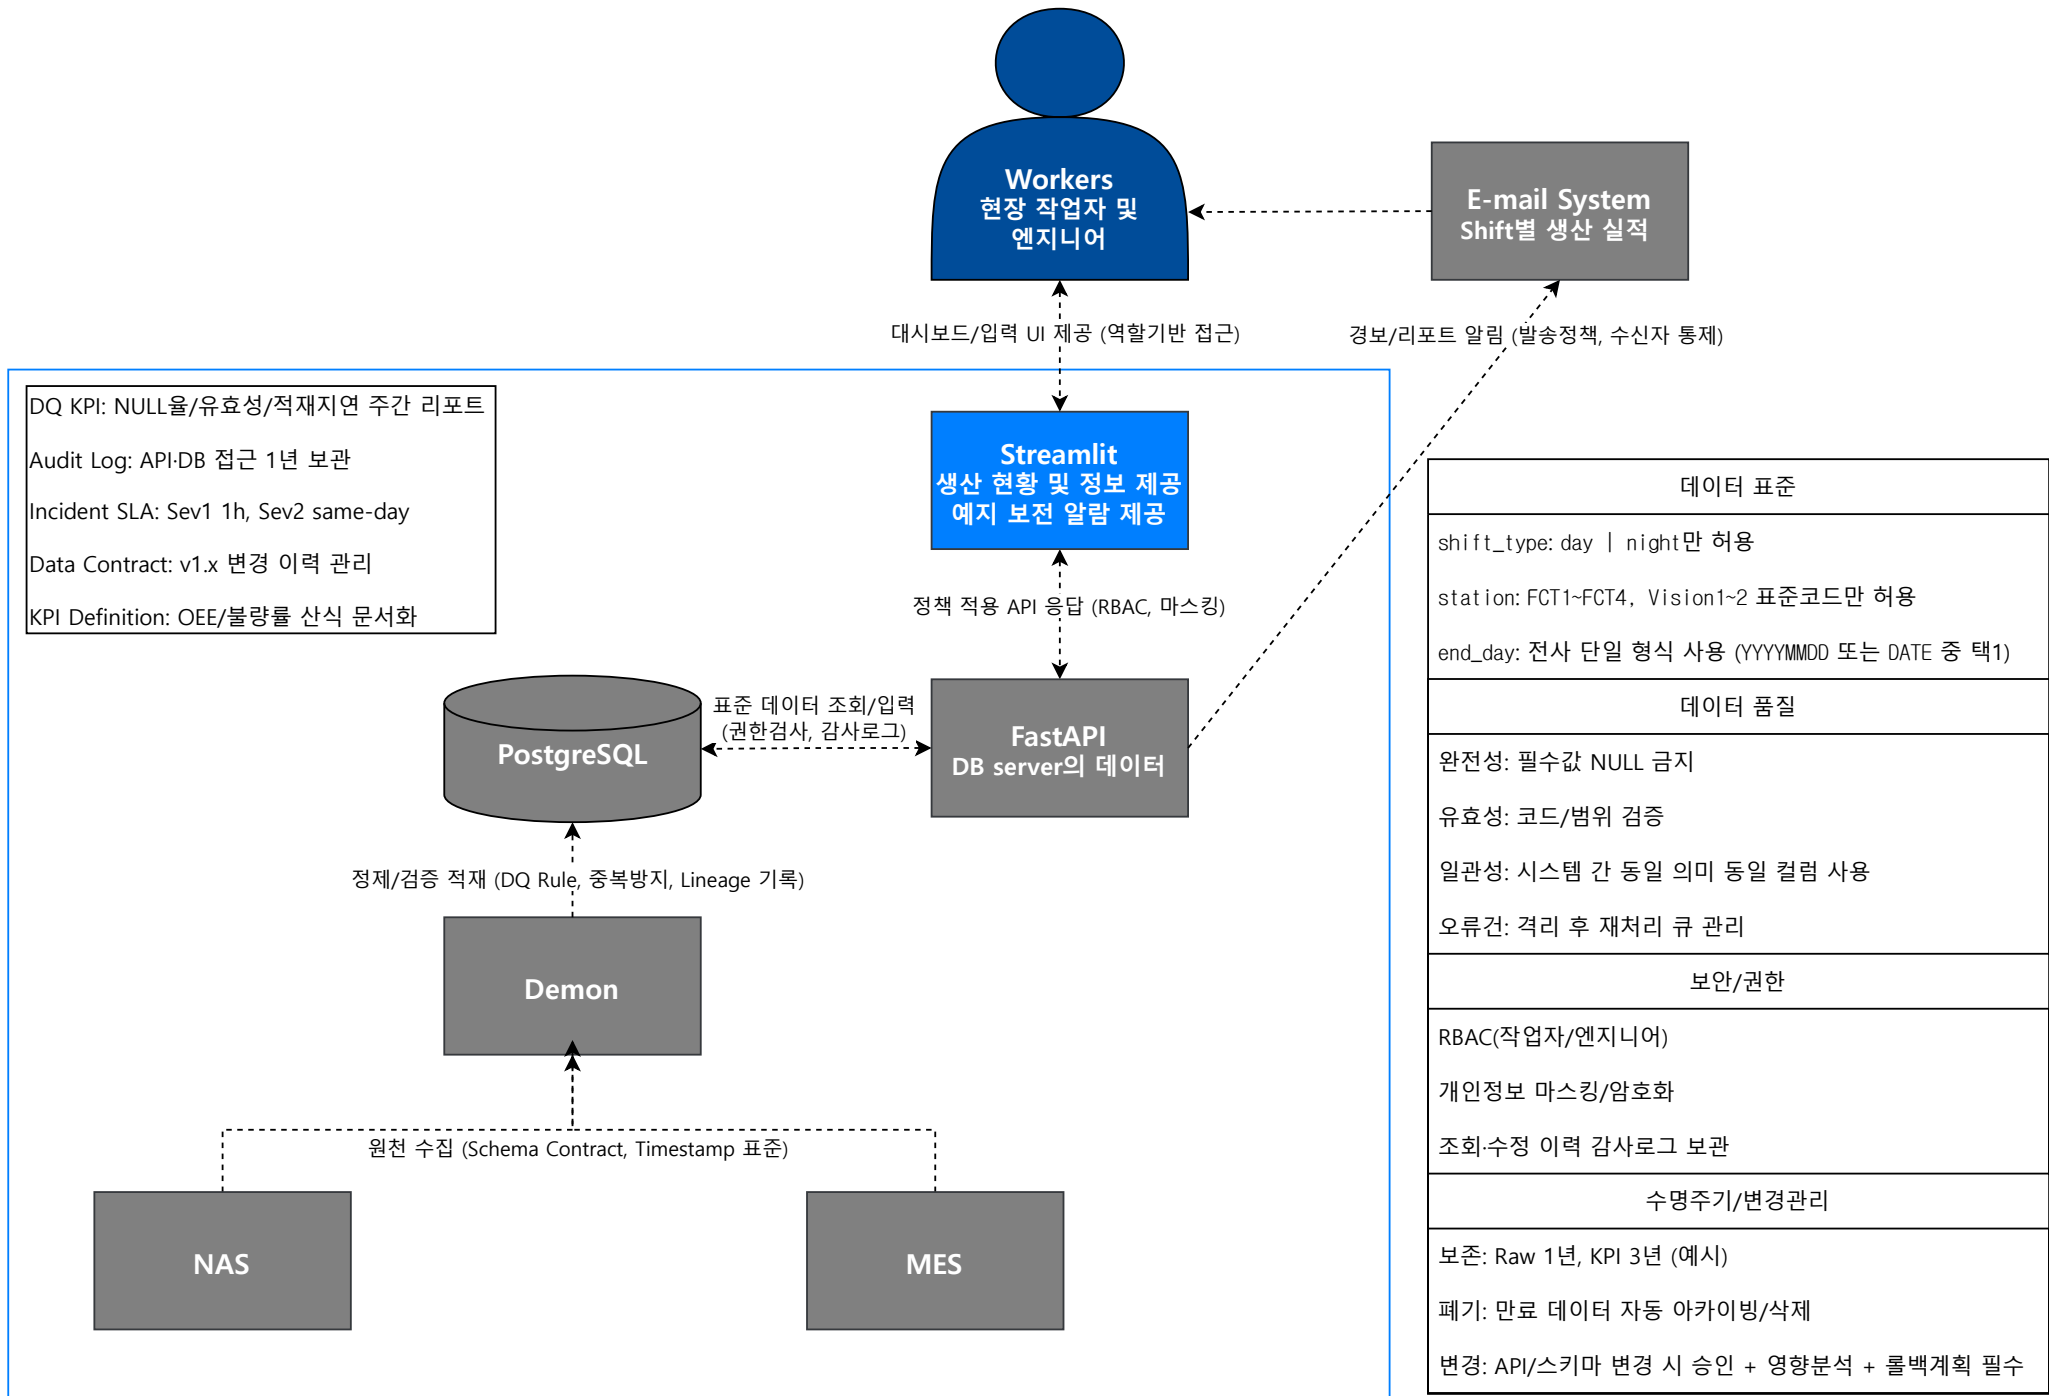 Workers
현장 작업자 및
엔지니어
E-mail System
Shift별 생산 실적
대시보드/입력 UI 제공 (역할기반 접근)
경보/리포트 알림 (발송정책, 수신자 통제)
DQ KPI: NULL율/유효성/적재지연 주간 리포트
Audit Log: API·DB 접근 1년 보관
Incident SLA: Sev1 1h, Sev2 same-day
Data Contract: v1.x 변경 이력 관리
KPI Definition: OEE/불량률 산식 문서화
Streamlit
생산 현황 및 정보 제공
예지 보전 알람 제공
정책 적용 API 응답 (RBAC, 마스킹)
PostgreSQL
표준 데이터 조회/입력
(권한검사, 감사로그)
FastAPI
DB server의 데이터
정제/검증 적재 (DQ Rule, 중복방지, Lineage 기록)
Demon
원천 수집 (Schema Contract, Timestamp 표준)
NAS
MES
데이터 표준
shift_type: day | night만 허용
station: FCT1~FCT4, Vision1~2 표준코드만 허용
end_day: 전사 단일 형식 사용 (YYYYMMDD 또는 DATE 중 택1)
데이터 품질
완전성: 필수값 NULL 금지
유효성: 코드/범위 검증
일관성: 시스템 간 동일 의미 동일 컬럼 사용
오류건: 격리 후 재처리 큐 관리
보안/권한
RBAC(작업자/엔지니어)
개인정보 마스킹/암호화
조회·수정 이력 감사로그 보관
수명주기/변경관리
보존: Raw 1년, KPI 3년 (예시)
폐기: 만료 데이터 자동 아카이빙/삭제
변경: API/스키마 변경 시 승인 + 영향분석 + 롤백계획 필수